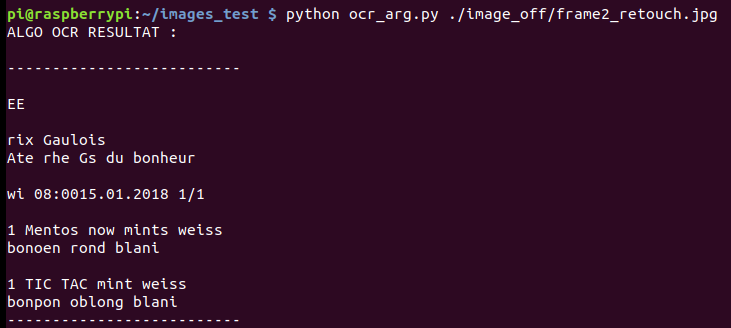 pi@raspberrypi:~/images_test $ python ocr_arg.py ./image_off/frame2_retouch.jpg
ALGO OCR RESULTAT :
--------------------------
EE
rix Gaulois
Ate rhe Gs du bonheur
wi 08:0015.01.2018 1/1
1 Mentos now mints weiss
bonoen rond blani
1 TIC TAC mint weiss
bonpon oblong blani
--------------------------